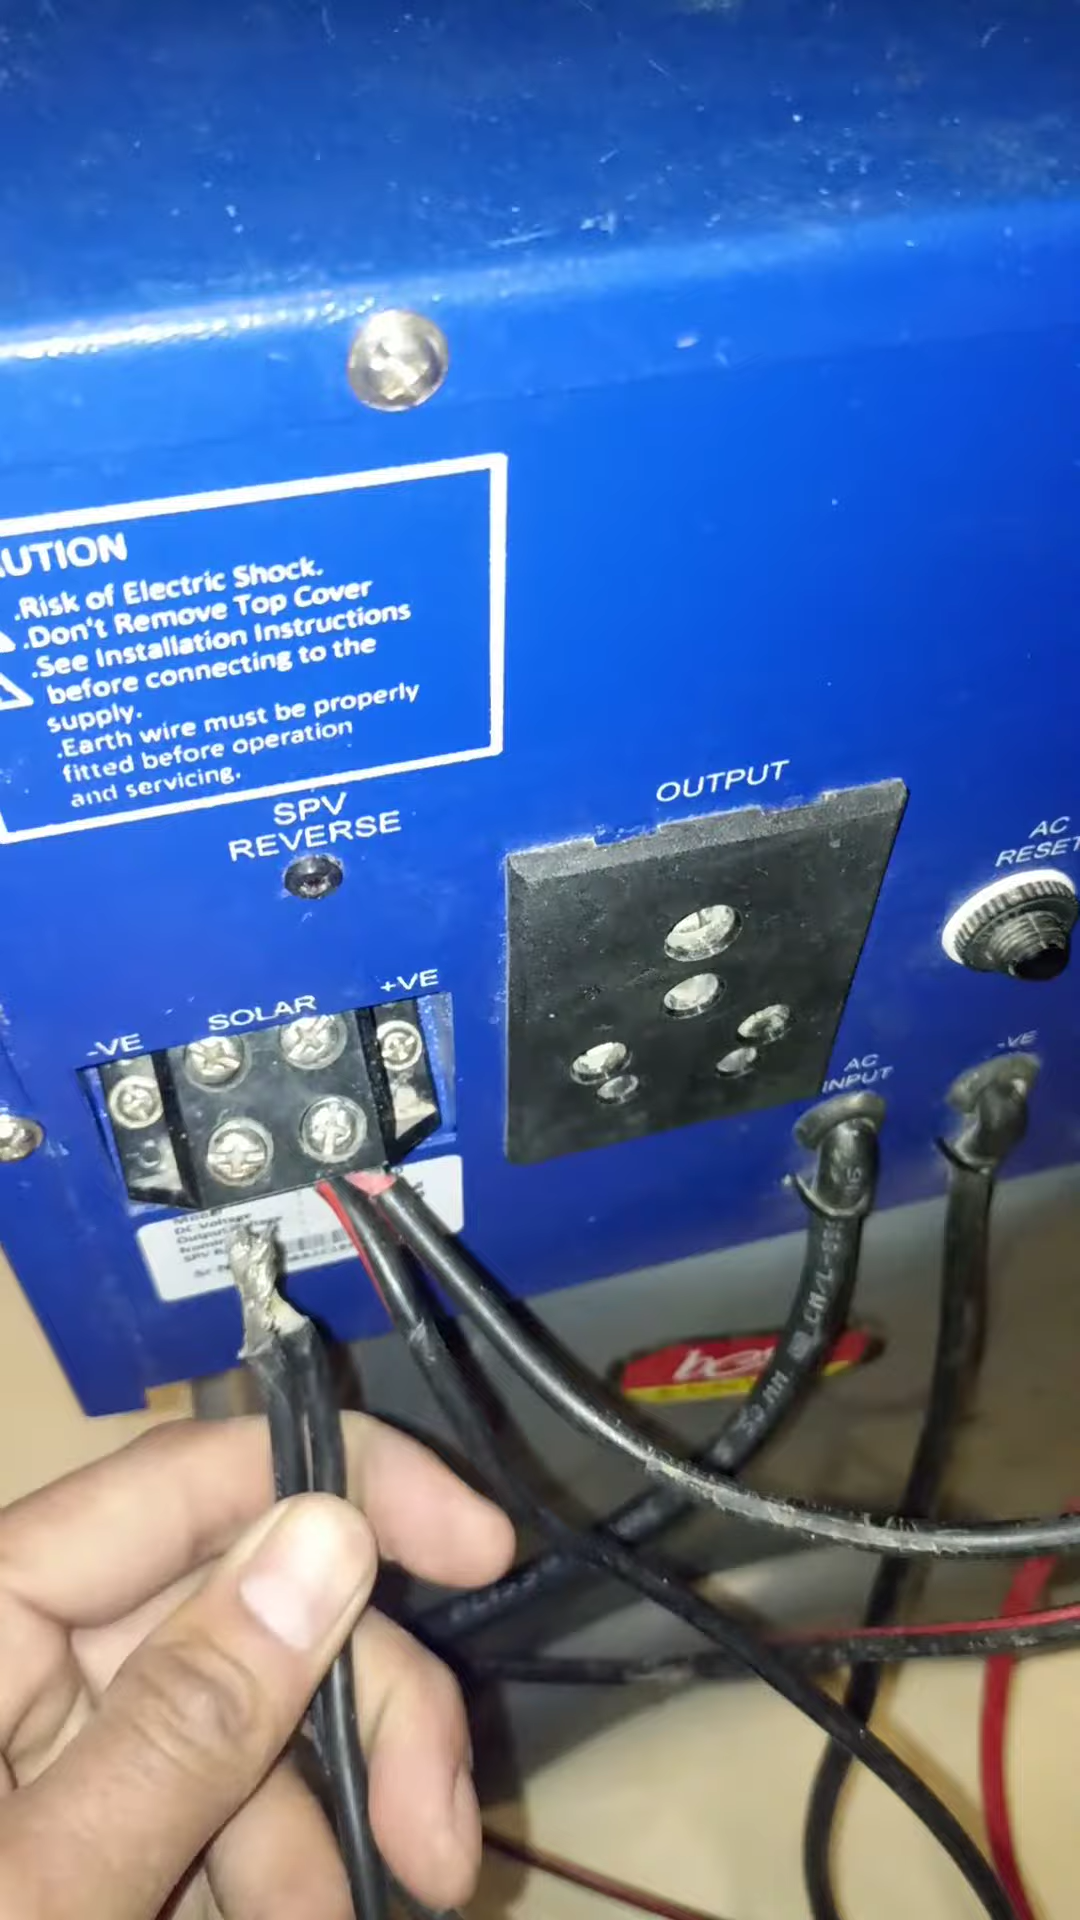 UTION
.Risk of Electric Shock.
.Don't Remove Top Cover
.See Installation Instructions
before connecting to the
supply.
.Earth wire must be properly
fitted before operation
and servicing.
SPV
REVERSE
OUTPUT
AC
RESET
-VE
SOLAR
+VE
AC
INPUT
-VE
DC Voltage